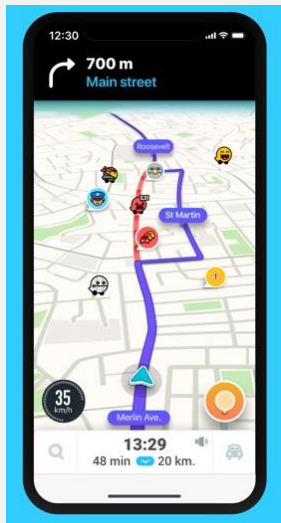 12:30
700 m
Main street
Roosevelt
St Martin
35
km/h
Merlin Ave.
13:29
48 min 20 km.